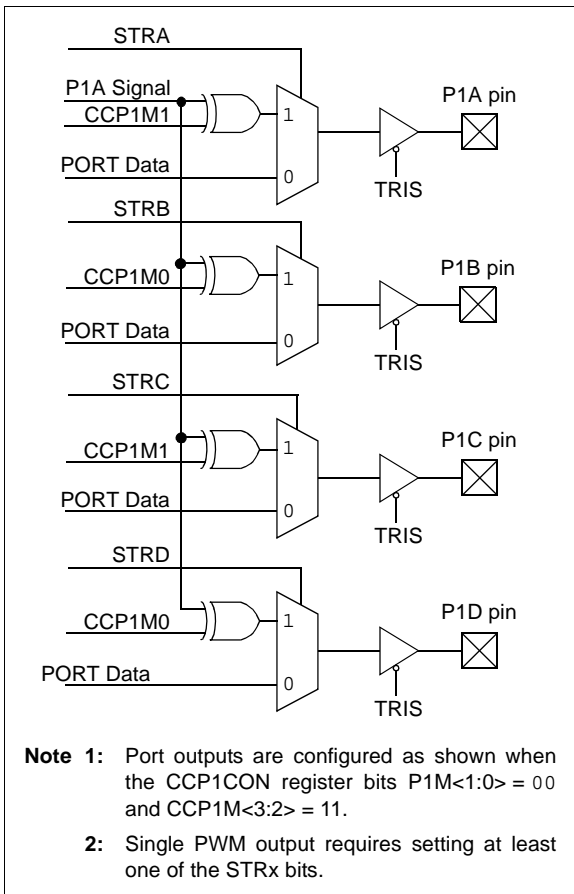 STRA
P1A Signal
CCP1M1
1
P1A pin
PORT Data
0
TRIS
STRB
CCP1M0
1
P1B pin
PORT Data
0
TRIS
STRC
CCP1M1
1
P1C pin
PORT Data
0
TRIS
STRD
CCP1M0
1
P1D pin
PORT Data
0
TRIS
Note 1: Port outputs are configured as shown when
the CCP1CON register bits P1M<1:0> = 00
and CCP1M<3:2> = 11.
2: Single PWM output requires setting at least
one of the STRx bits.